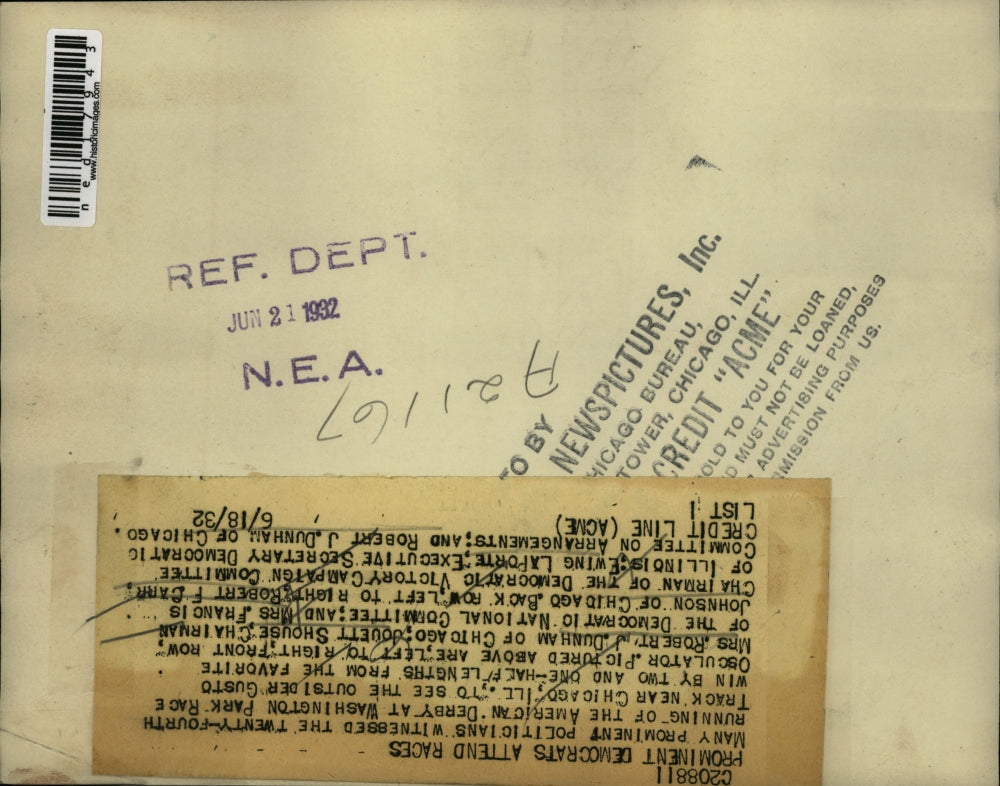 ned17943
www.historicimages.com
REF. DEPT.
JUN 21 1932
N.E.A.
A21167
TO BY
NEWSPICTURES, Inc.
HICAGO BUREAU,
TOWER, CHICAGO, ILL.
CREDIT "ACME"
OLD TO YOU FOR YOUR
D MUST NOT BE LOANED,
ADVERTISING PURPOSES
RMISSION FROM US.
C208811
PROMINENT DEMOCRATS ATTEND RACES
MANY PROMINENT POLITICIANS WITNESSED THE TWENTY-FOURTH
RUNNING OF THE AMERICAN DERBY AT WASHINGTON PARK RACE
TRACK NEAR CHICAGO, ILL., TO SEE THE OUTSIDER GUSTO
WIN BY TWO AND ONE-HALF LENGTHS FROM THE FAVORITE
OSCULATOR. PICTURED ABOVE ARE, LEFT TO RIGHT; FRONT ROW,
MRS. ROBERT J. DUNHAM OF CHICAGO; JOUETT SHOUSE, CHAIRMAN
OF THE DEMOCRATIC NATIONAL COMMITTEE; AND MRS. FRANCIS
JOHNSON OF CHICAGO. BACK ROW, LEFT TO RIGHT, ROBERT F. CARR,
CHAIRMAN OF THE DEMOCRATIC VICTORY CAMPAIGN COMMITTEE
OF ILLINOIS; EWING LAPORTE, EXECUTIVE SECRETARY DEMOCRATIC
COMMITTEE ON ARRANGEMENTS; AND ROBERT J. DUNHAM OF CHICAGO.
CREDIT LINE (ACME) 6/18/32
LIST 1